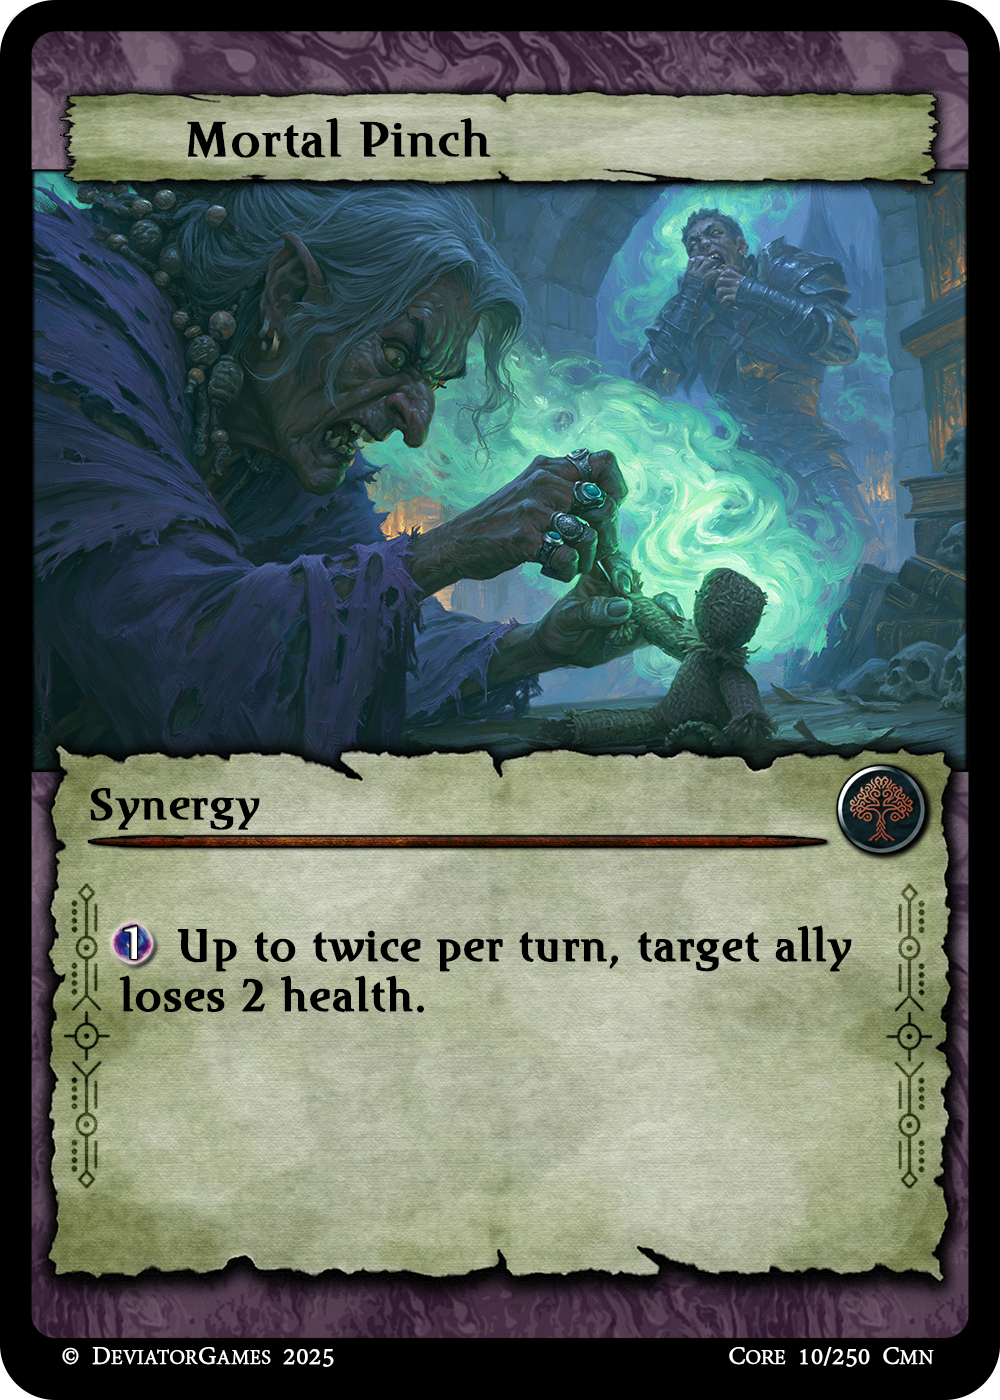 Mortal Pinch
Synergy
1 Up to twice per turn, target ally
loses 2 health.
© DeviatorGames 2025
Core 10/250 Cmn